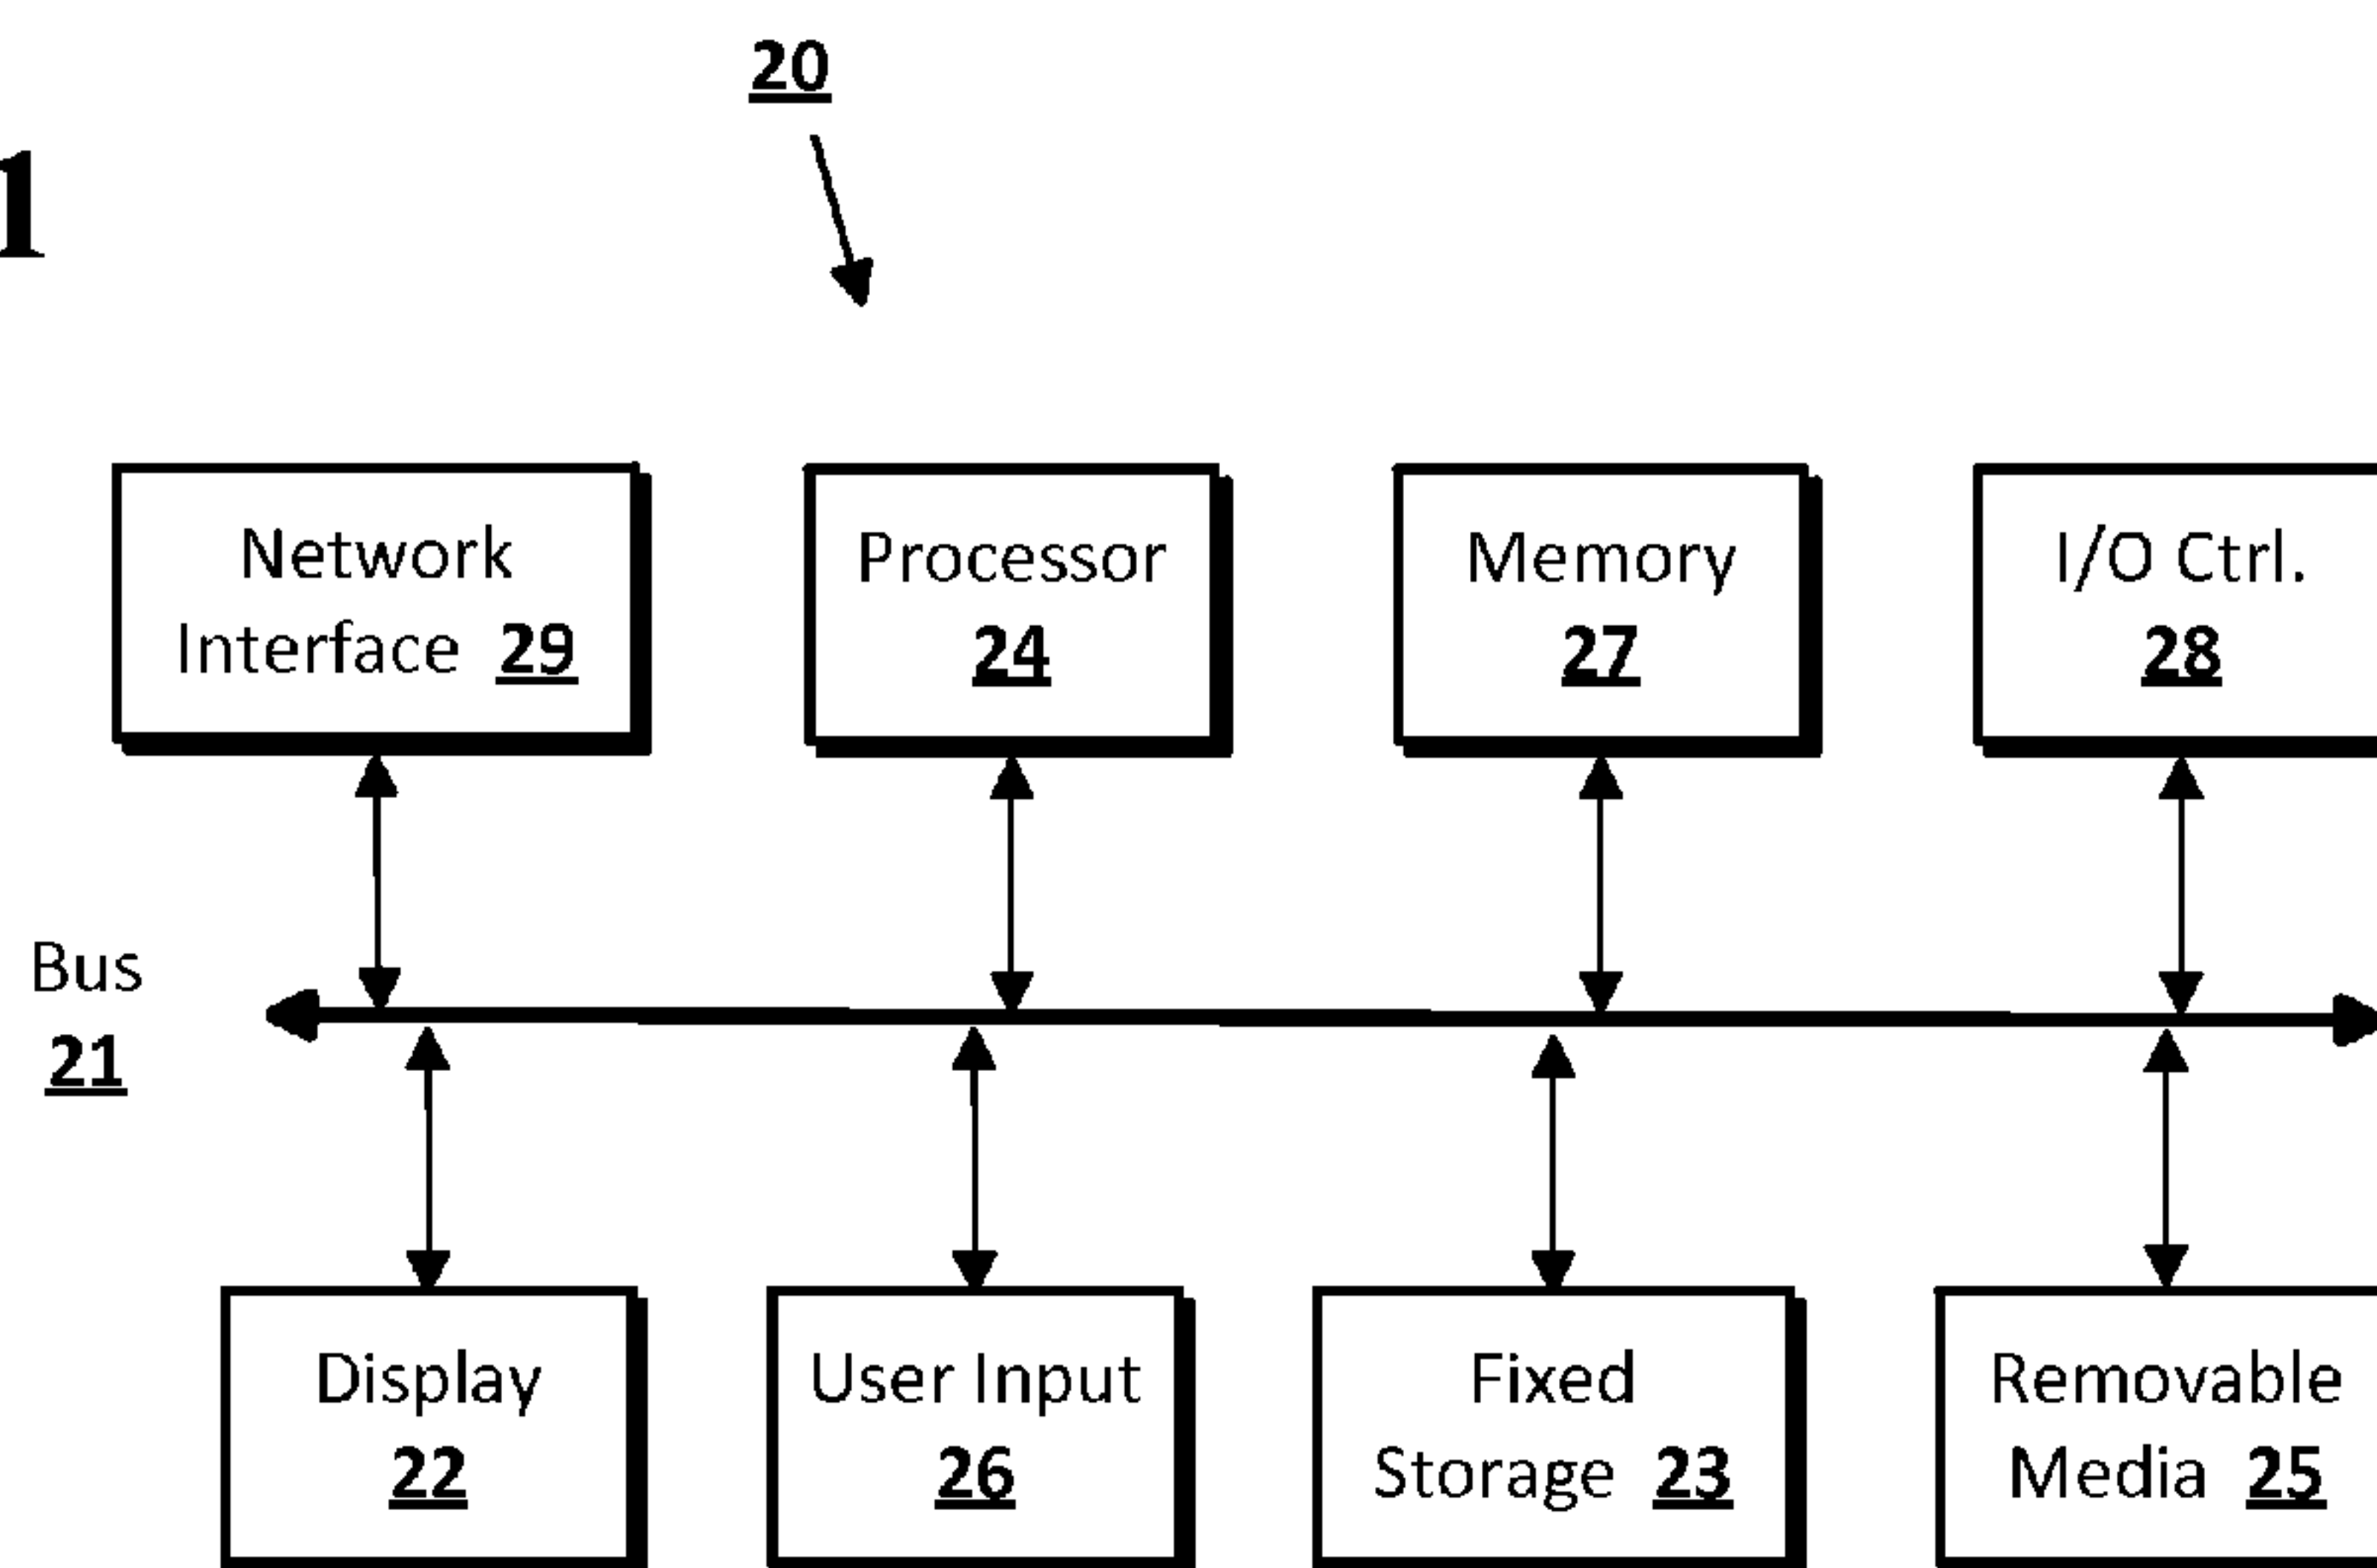 20
1
Network
Interface 29
Processor
24
Memory
27
I/O Ctrl.
28
Bus
21
Display
22
User Input
26
Fixed
Storage 23
Removable
Media 25